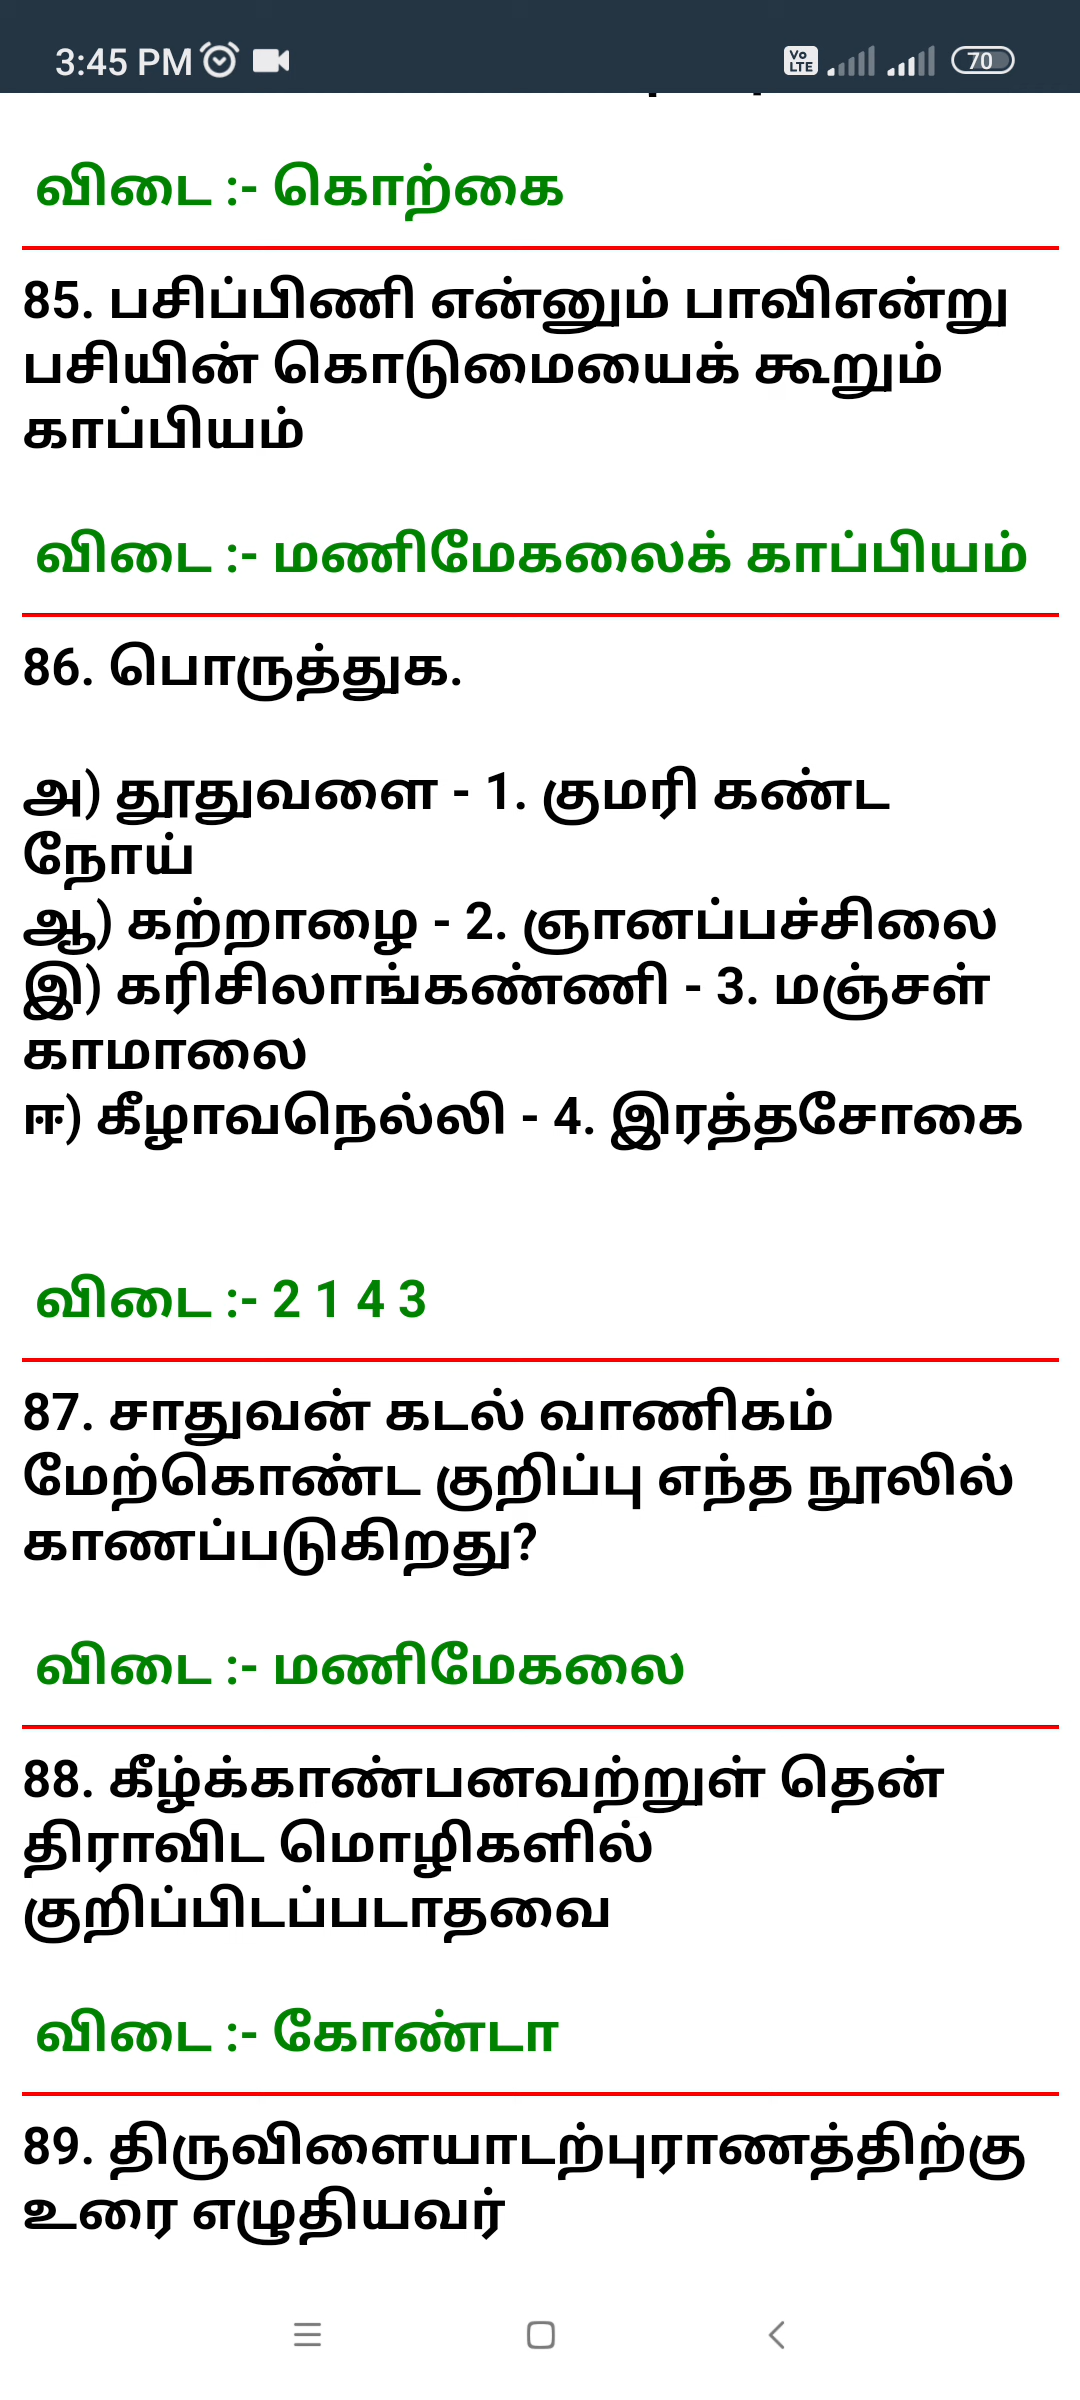 3:45 PM
Vo LTE
70
விடை :- கொற்கை
85. பசிப்பிணி என்னும் பாவிஎன்று
பசியின் கொடுமையைக் கூறும்
காப்பியம்
விடை :- மணிமேகலைக் காப்பியம்
86. பொருத்துக.
அ) தூதுவளை - 1. குமரி கண்ட
நோய்
ஆ) கற்றாழை - 2. ஞானப்பச்சிலை
இ) கரிசிலாங்கண்ணி - 3. மஞ்சள்
காமாலை
ஈ) கீழாவநெல்லி - 4. இரத்தசோகை
விடை :- 2 1 4 3
87. சாதுவன் கடல் வாணிகம்
மேற்கொண்ட குறிப்பு எந்த நூலில்
காணப்படுகிறது?
விடை :- மணிமேகலை
88. கீழ்க்காண்பனவற்றுள் தென்
திராவிட மொழிகளில்
குறிப்பிடப்படாதவை
விடை :- கோண்டா
89. திருவிளையாடற்புராணத்திற்கு
உரை எழுதியவர்